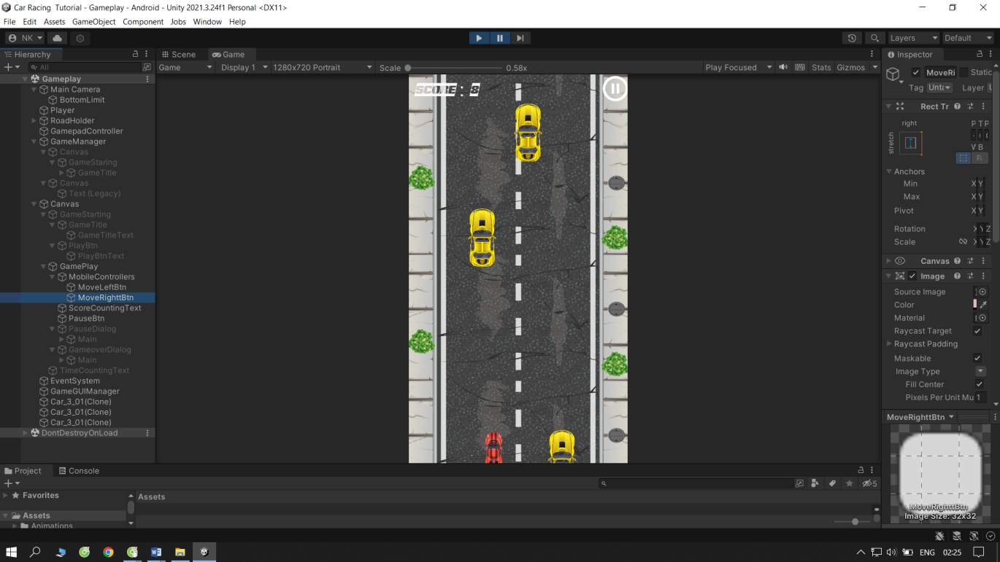 Car Racing Tutorial - Gameplay - Android - Unity 2021.3.24f1 Personal <DX11>
File Edit Assets GameObject Component Jobs Window Help
NK Layers Default
Hierarchy Scene Game Inspector
All Game Display 1 1280x720 Portrait Scale 0.58x Play Focused Stats Gizmos
MoveRi Static
Tag Unta Layer
Gameplay
Main Camera
BottomLimit
Player
RoadHolder
GamepadController
GameManager
Canvas
GameStaring
GameTitle
Canvas
Text (Legacy)
Canvas
GameStarting
GameTitle
GameTitleText
PlayBtn
PlayBtnText
GamePlay
MobileControllers
MoveLeftBtn
MoveRighttBtn
ScoreCountingText
PauseBtn
PauseDialog
Main
GameoverDialog
Main
TimeCountingText
EventSystem
GameGUIManager
Car_3_01(Clone)
Car_3_01(Clone)
Car_3_01(Clone)
DontDestroyOnLoad
SCORE : 8
Rect Tr
right P T P
stretch
V B
R
Anchors
Min X Y
Max X Y
Pivot X Y
Rotation X Y Z
Scale X Y Z
Canvas
Image
Source Image
Color
Material
Raycast Target
Raycast Padding
Maskable
Image Type
Fill Center
Pixels Per Unit Mu 1
MoveRighttBtn
MoveRighttBtn
Image Size: 32x32
Project Console
5
Favorites
Assets
Animations
Assets
ENG 02:25